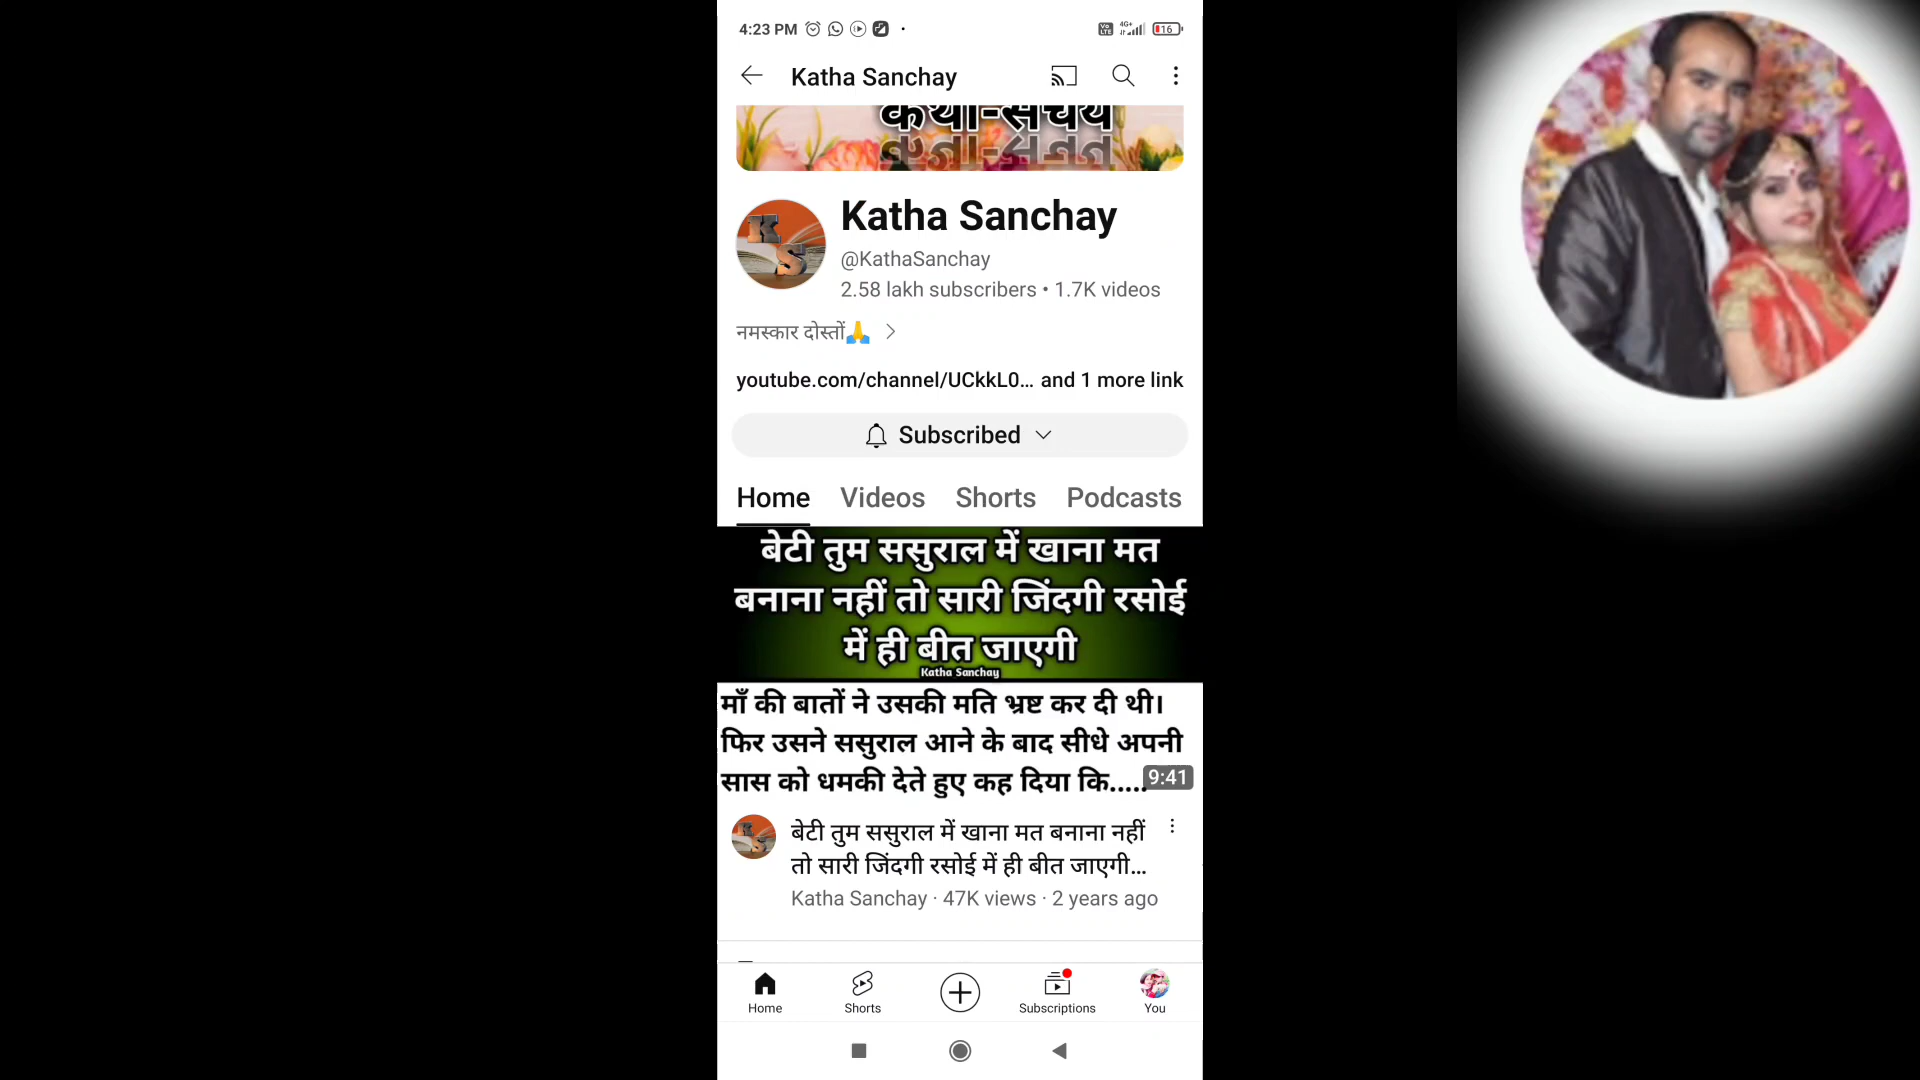 4:23 PM
16
Katha Sanchay
कथा-संचय
Katha Sanchay
@KathaSanchay
2.58 lakh subscribers • 1.7K videos
नमस्कार दोस्तों🙏
youtube.com/channel/UCkkL0... and 1 more link
Subscribed
Home Videos Shorts Podcasts
बेटी तुम ससुराल में खाना मत
बनाना नहीं तो सारी जिंदगी रसोई
में ही बीत जाएगी
Katha Sanchay
माँ की बातों ने उसकी मति भ्रष्ट कर दी थी।
फिर उसने ससुराल आने के बाद सीधे अपनी
सास को धमकी देते हुए कह दिया कि.....
9:41
बेटी तुम ससुराल में खाना मत बनाना नहीं
तो सारी जिंदगी रसोई में ही बीत जाएगी...
Katha Sanchay · 47K views · 2 years ago
Home Shorts Subscriptions You